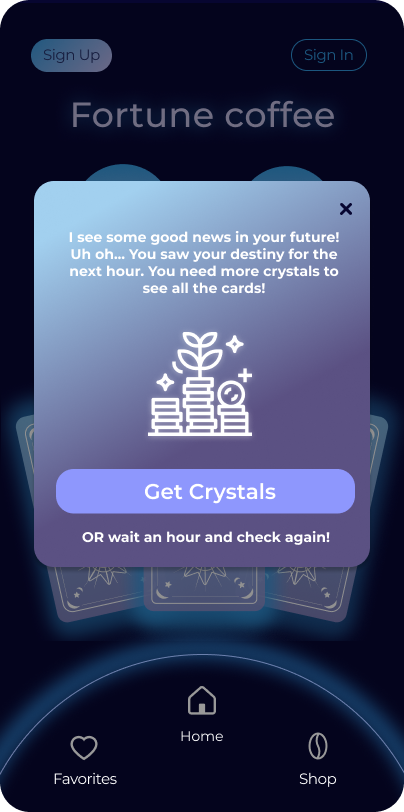 Sign Up
Sign In
Fortune coffee
I see some good news in your future!
Uh oh... You saw your destiny for the
next hour. You need more crystals to
see all the cards!
Get Crystals
OR wait an hour and check again!
Home
Favorites
Shop